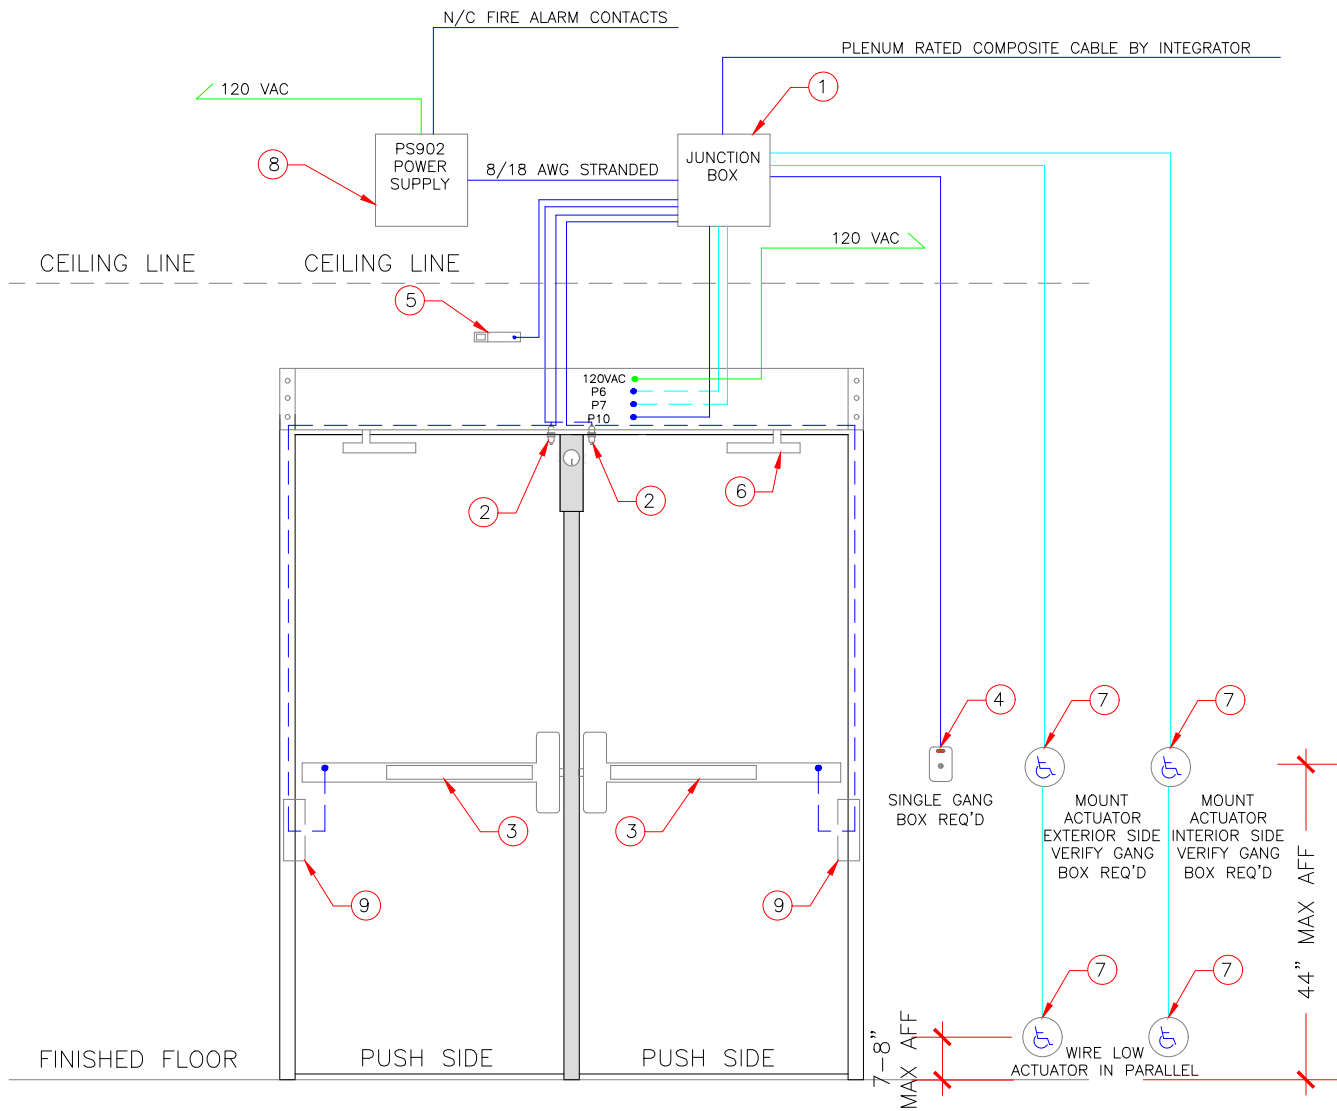 N/C FIRE ALARM CONTACTS
PLENUM RATED COMPOSITE CABLE BY INTEGRATOR
120 VAC
1
PS902
POWER
SUPPLY
8
8/18 AWG STRANDED
JUNCTION
BOX
120 VAC
CEILING LINE
CEILING LINE
5
120VAC
P6
P7
P10
2
2
6
4
7
7
3
3
SINGLE GANG
BOX REQ'D
MOUNT
ACTUATOR
EXTERIOR SIDE
VERIFY GANG
BOX REQ'D
MOUNT
ACTUATOR
INTERIOR SIDE
VERIFY GANG
BOX REQ'D
44" MAX AFF
9
9
7
7
7-8"
MAX AFF
WIRE LOW
ACTUATOR IN PARALLEL
FINISHED FLOOR
PUSH SIDE
PUSH SIDE